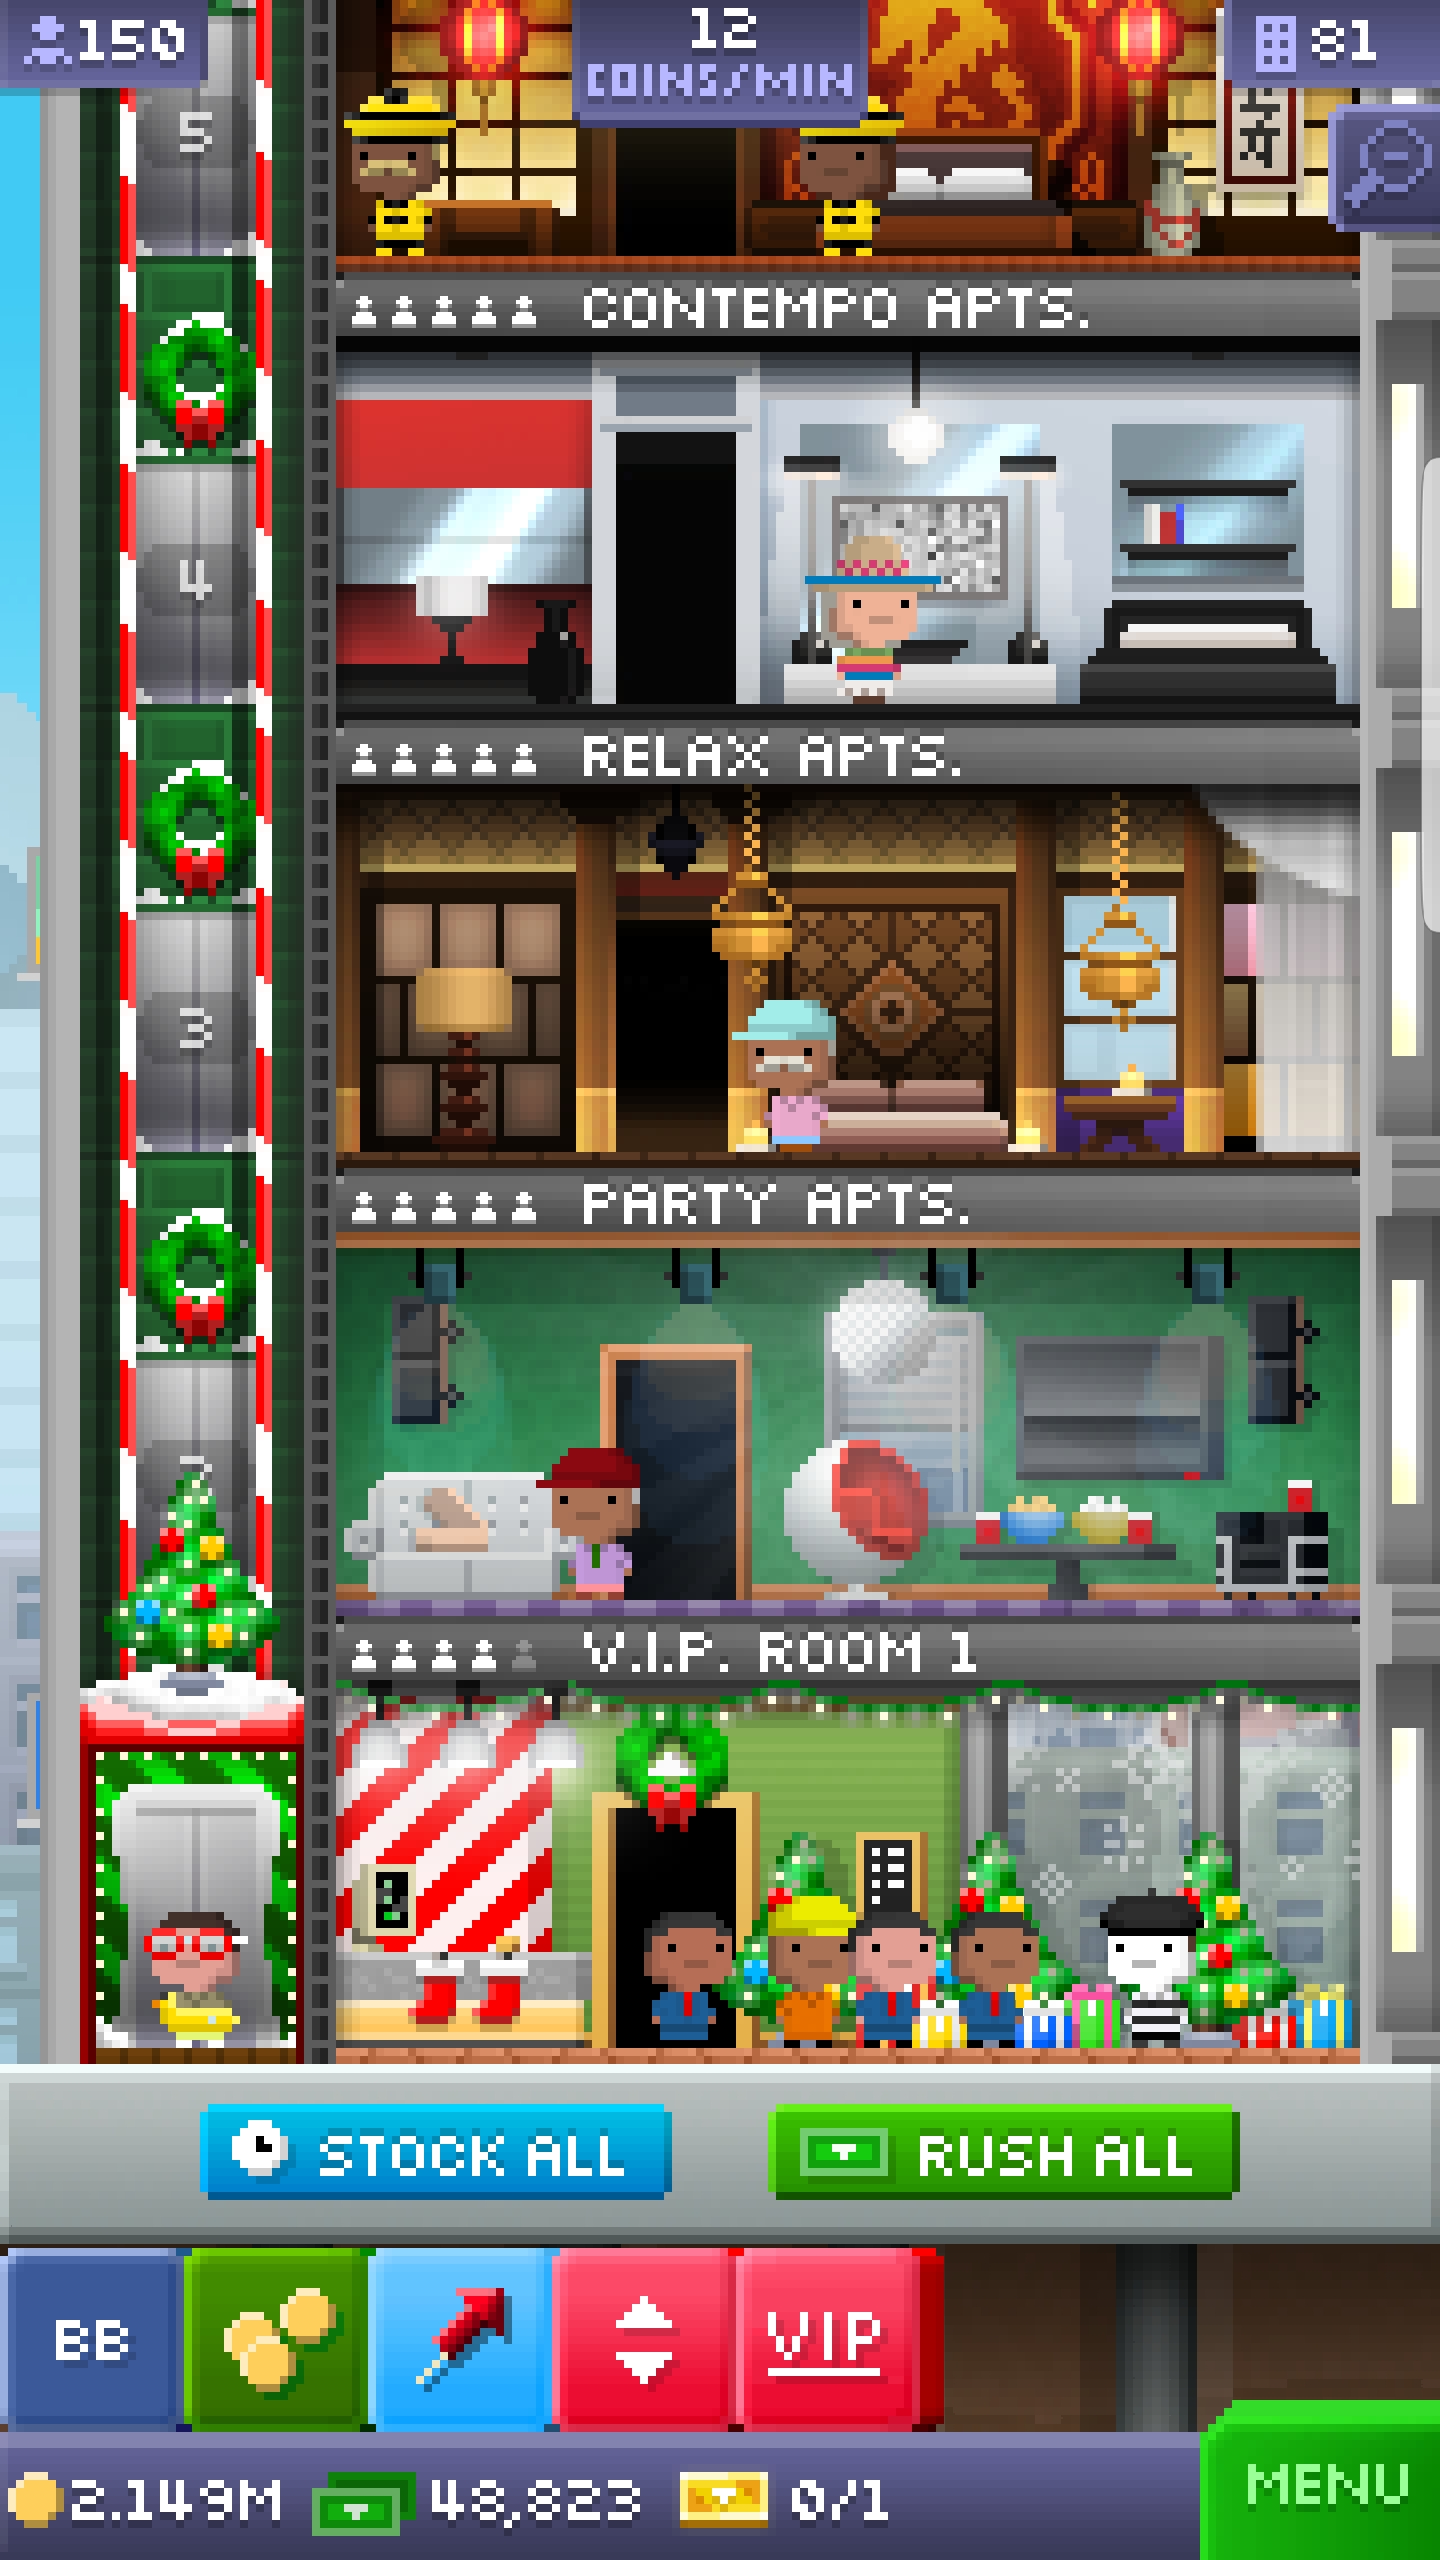 150
12
COINS/MIN
81
5
CONTEMPO APTS.
4
RELAX APTS.
3
PARTY APTS.
V.I.P. ROOM 1
STOCK ALL
RUSH ALL
BB
VIP
2.149M
48,823
0/1
MENU